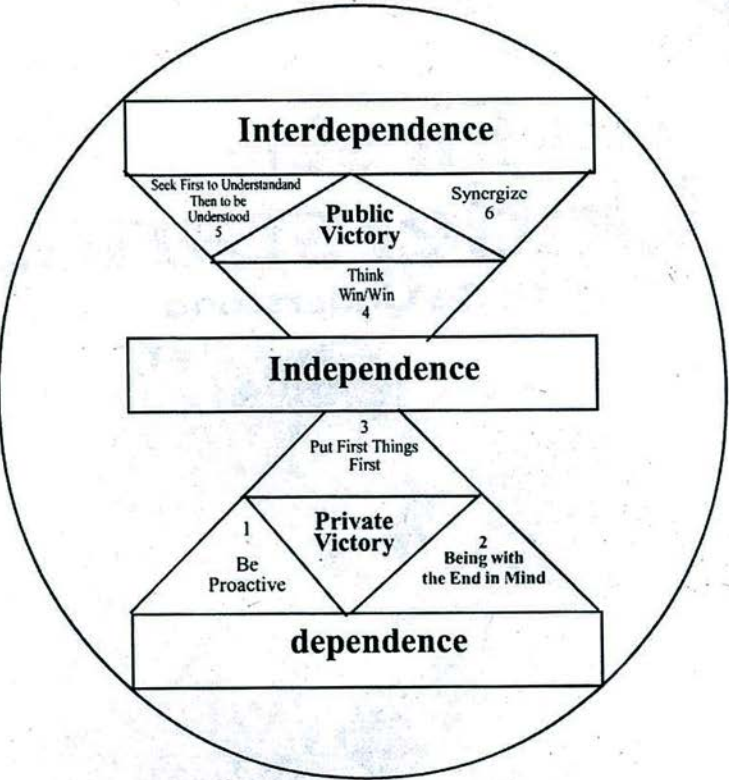 Interdependence
Seek First to Understandand
Then to be
Understood
5
Public
Victory
Synergize
6
Think
Win/Win
4
Independence
3
Put First Things
First
Private
Victory
1
Be
Proactive
2
Being with
the End in Mind
dependence